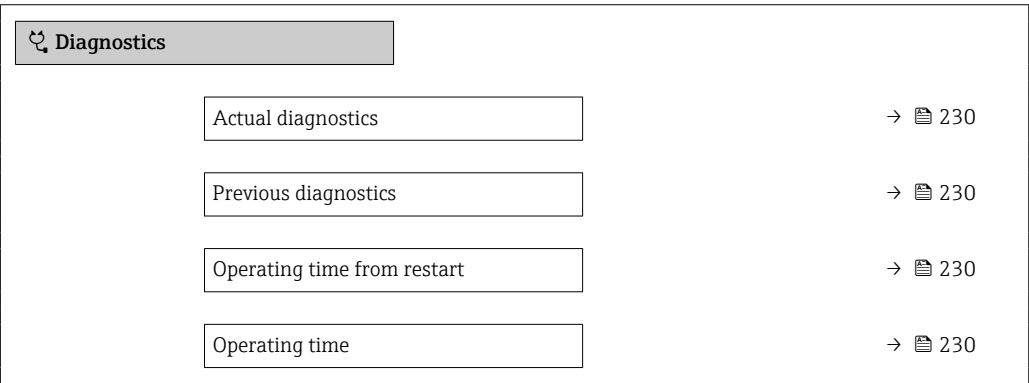 Diagnostics
Actual diagnostics → 230
Previous diagnostics → 230
Operating time from restart → 230
Operating time → 230